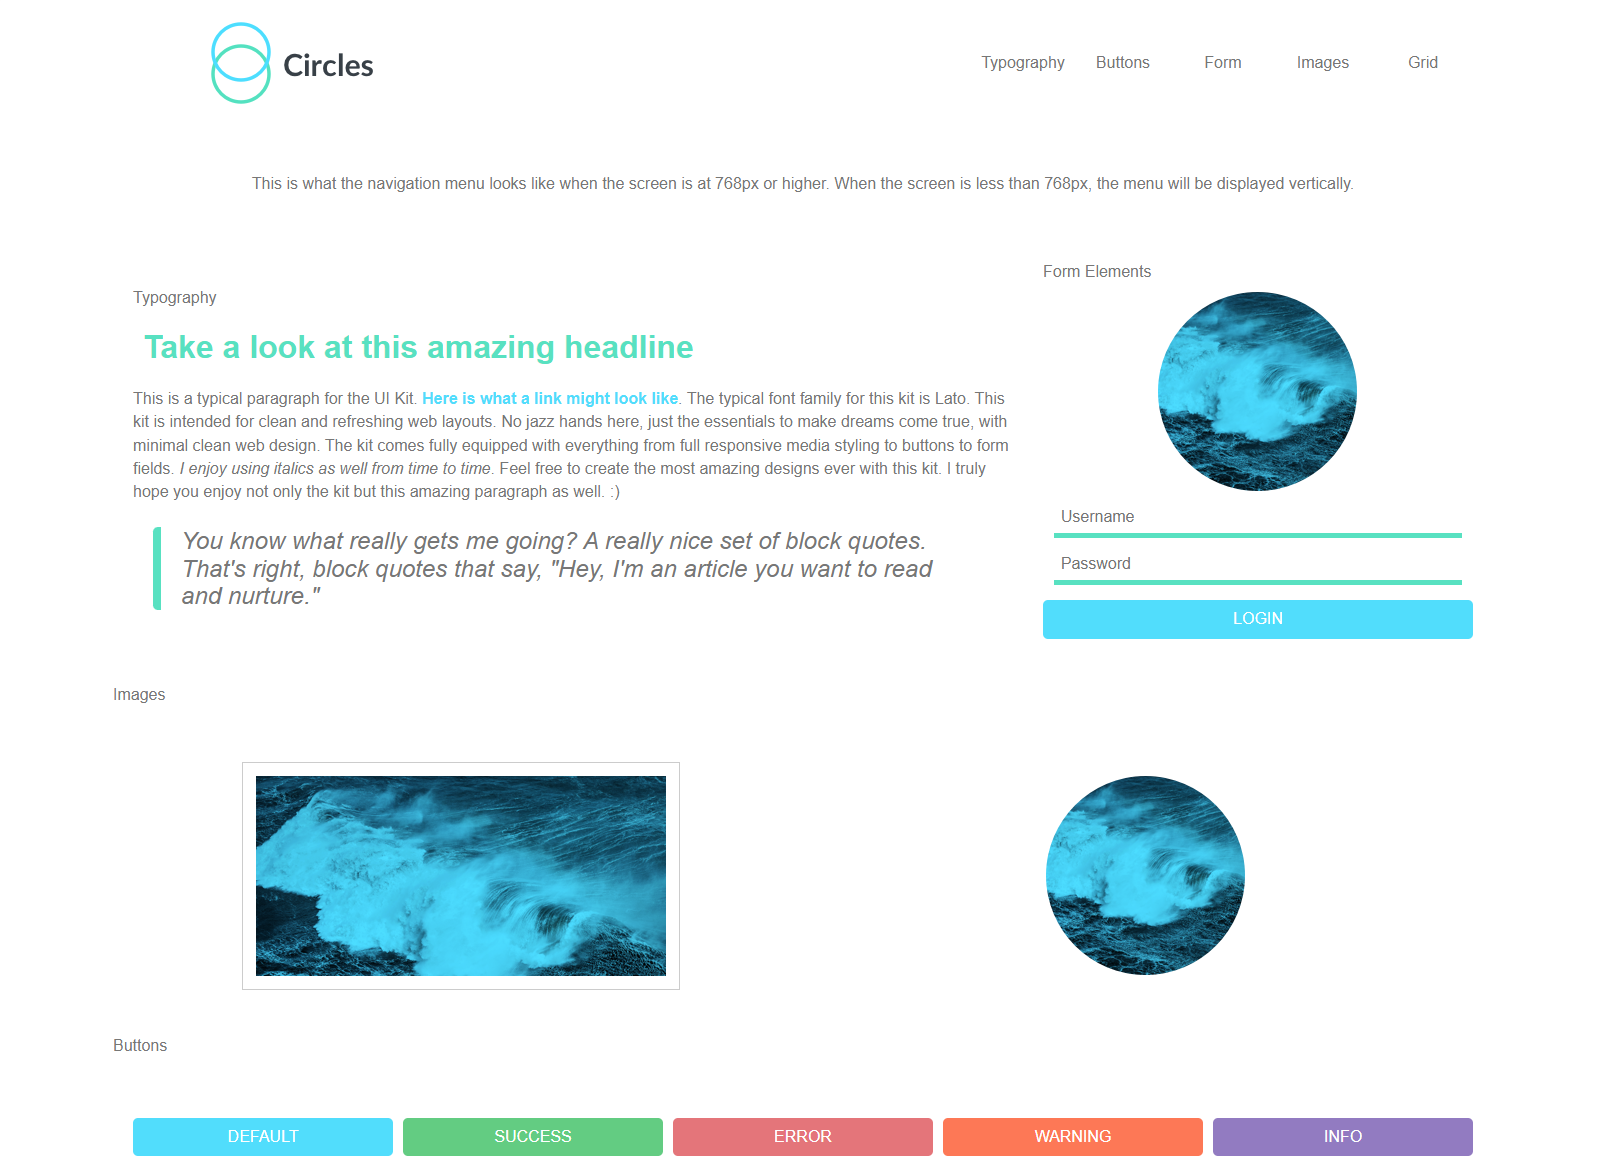 Circles
Typography Buttons Form Images Grid
This is what the navigation menu looks like when the screen is at 768px or higher. When the screen is less than 768px, the menu will be displayed vertically.
Typography
Take a look at this amazing headline
This is a typical paragraph for the UI Kit. Here is what a link might look like. The typical font family for this kit is Lato. This
kit is intended for clean and refreshing web layouts. No jazz hands here, just the essentials to make dreams come true, with
minimal clean web design. The kit comes fully equipped with everything from full responsive media styling to buttons to form
fields. I enjoy using italics as well from time to time. Feel free to create the most amazing designs ever with this kit. I truly
hope you enjoy not only the kit but this amazing paragraph as well. :)
You know what really gets me going? A really nice set of block quotes.
That's right, block quotes that say, "Hey, I'm an article you want to read
and nurture."
Form Elements
Username
Password
LOGIN
Images
Buttons
DEFAULT SUCCESS ERROR WARNING INFO